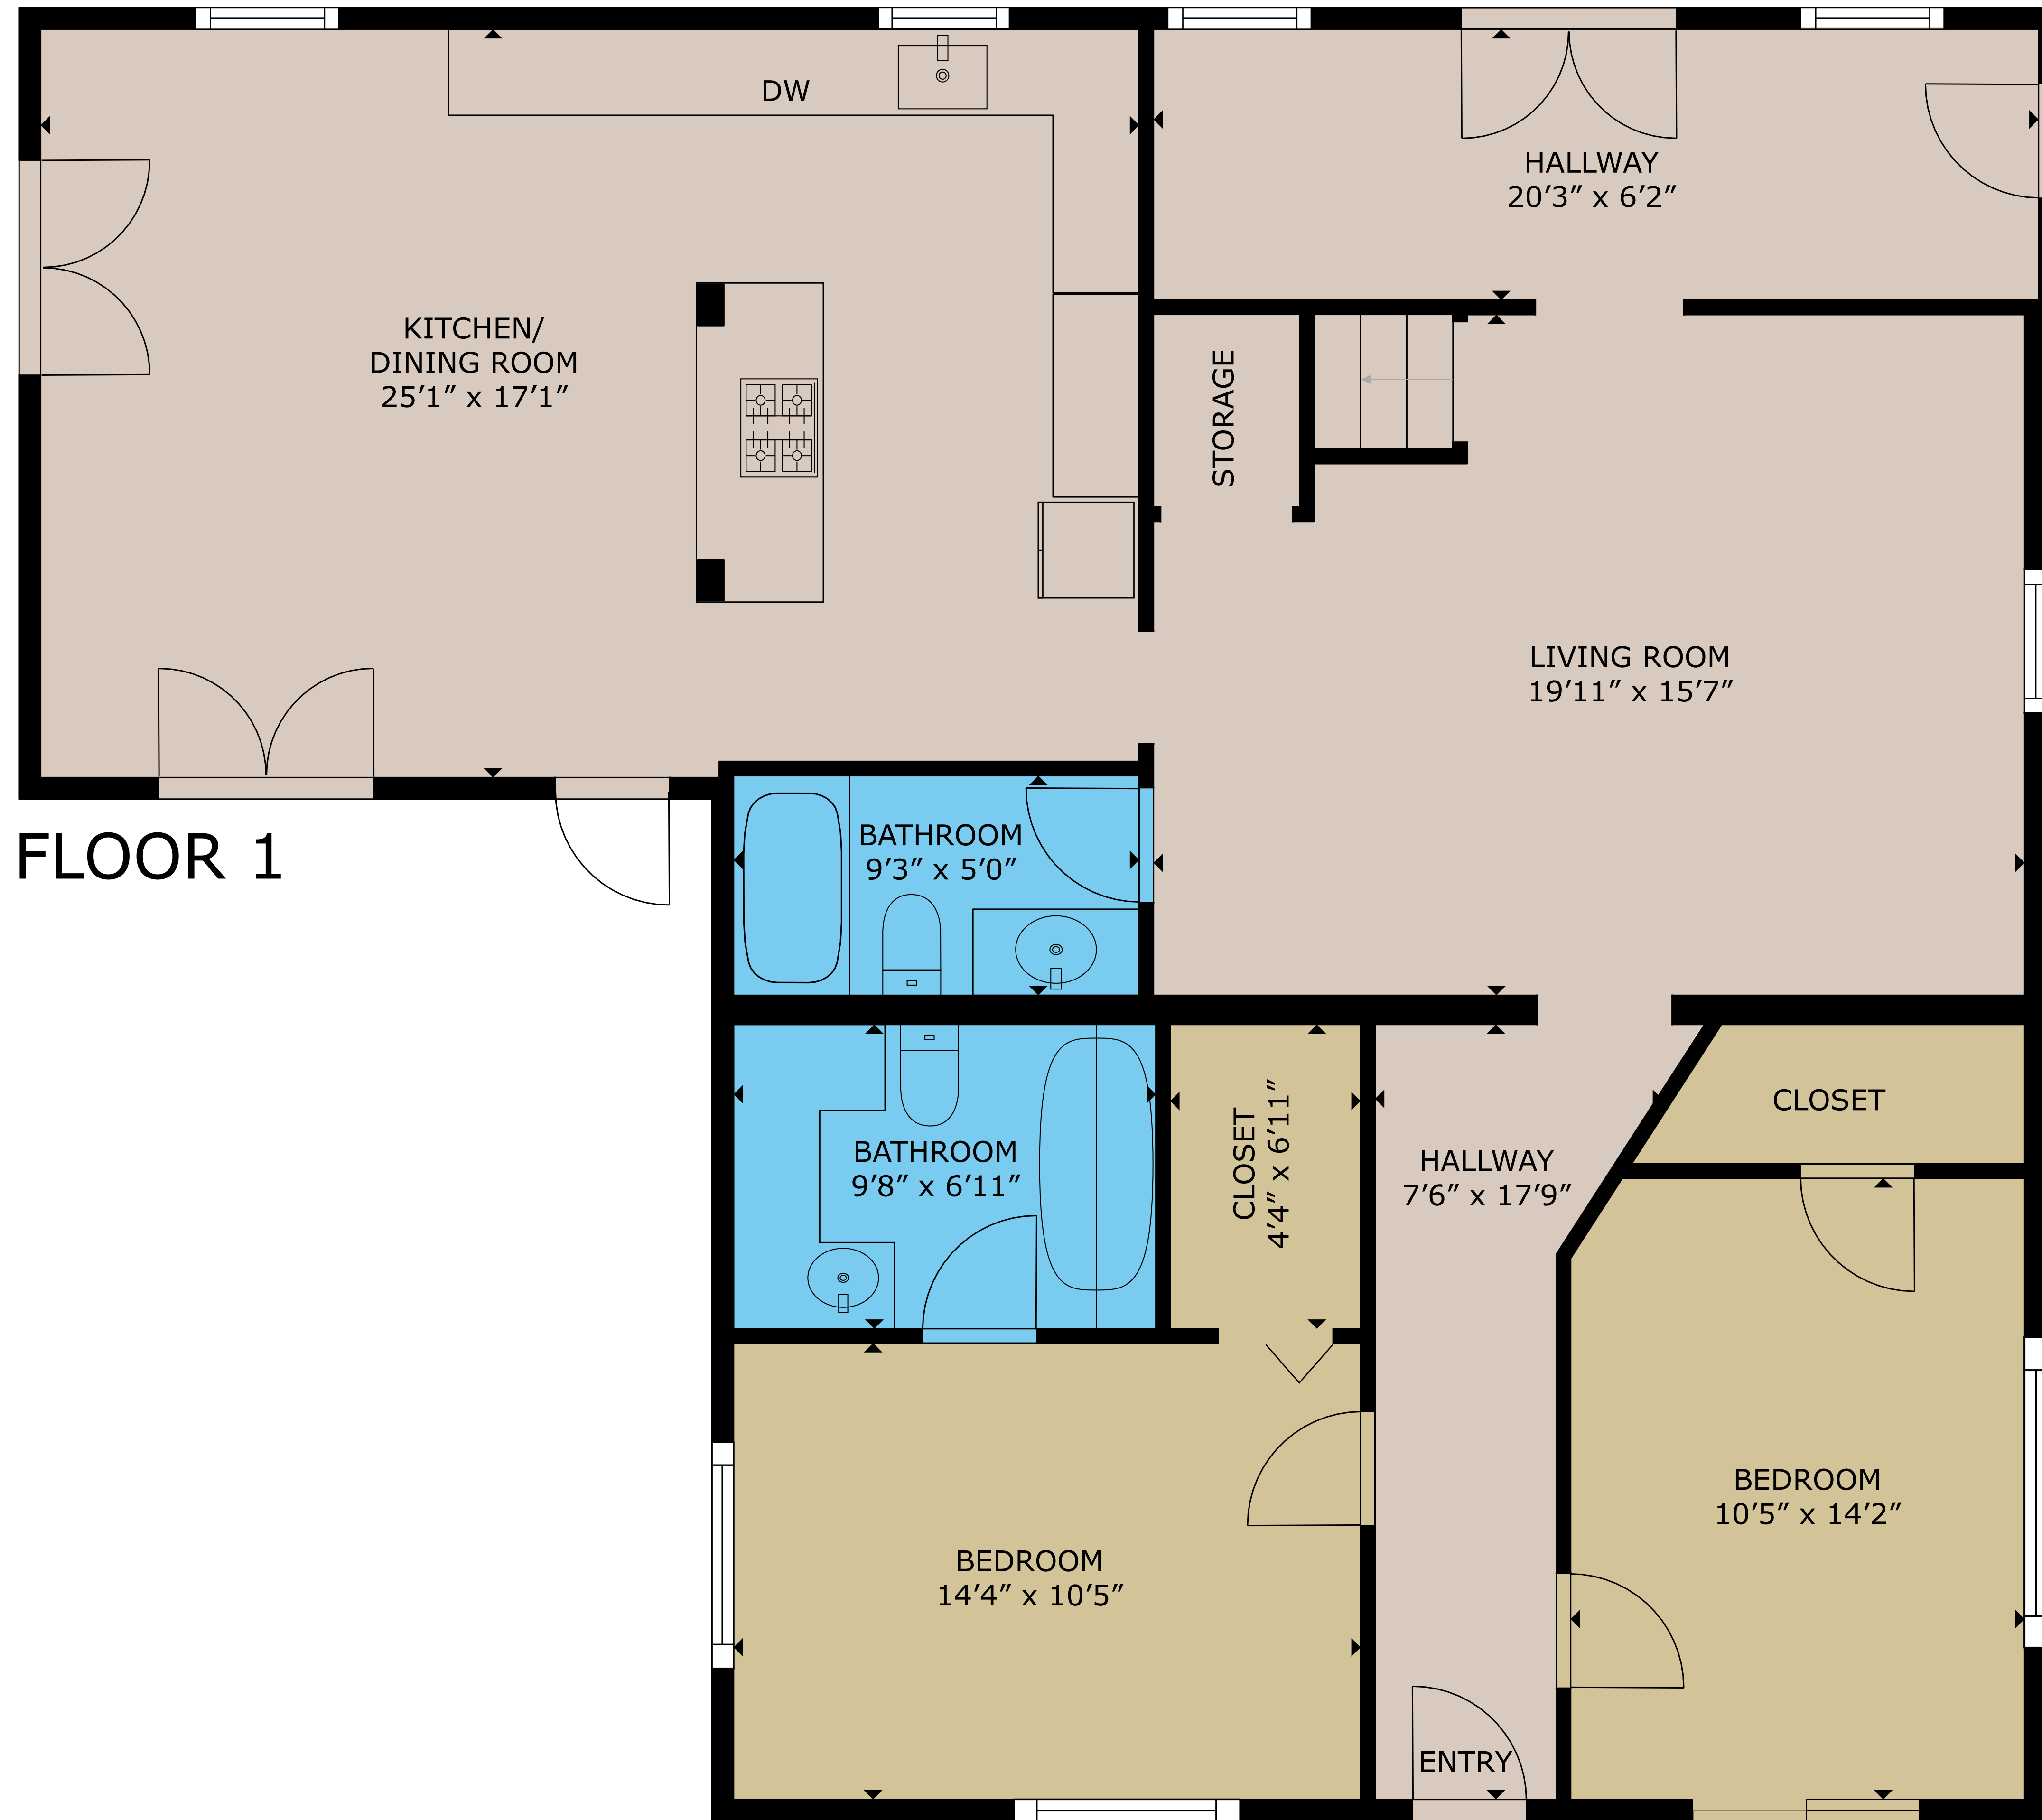 DW
HALLWAY
20′3″ x 6′2″
KITCHEN/
DINING ROOM
25′1″ x 17′1″
STORAGE
LIVING ROOM
19′11″ x 15′7″
FLOOR 1
BATHROOM
9′3″ x 5′0″
BATHROOM
9′8″ x 6′11″
CLOSET
4′4″ x 6′11″
HALLWAY
7′6″ x 17′9″
CLOSET
BEDROOM
14′4″ x 10′5″
BEDROOM
10′5″ x 14′2″
ENTRY